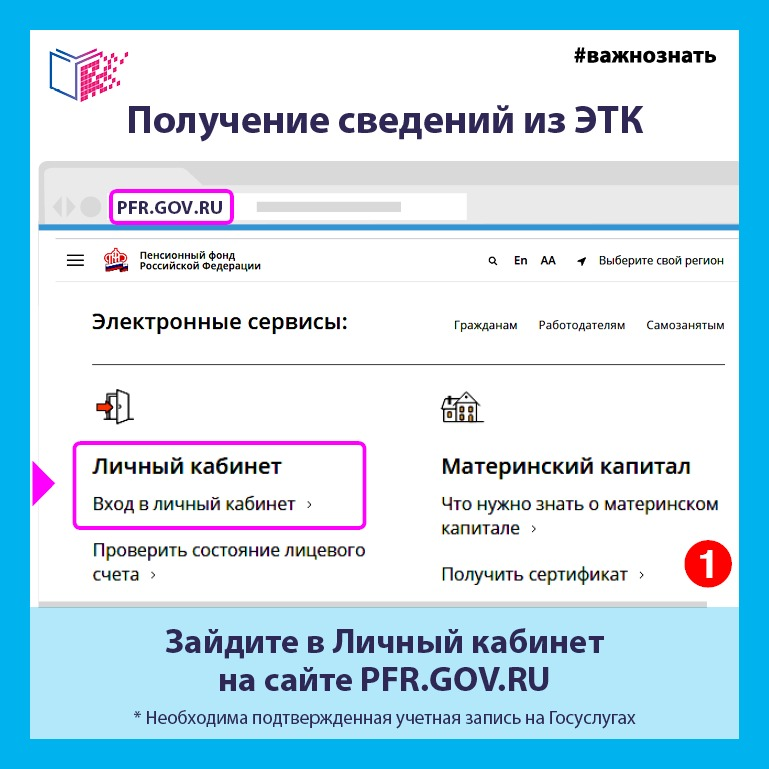 #важнознать
Получение сведений из ЭТК
PFR.GOV.RU
Пенсионный фонд
Российской Федерации
En AA Выберите свой регион
Электронные сервисы:
Гражданам Работодателям Самозанятым
Личный кабинет
Вход в личный кабинет ›
Проверить состояние лицевого
счета ›
Материнский капитал
Что нужно знать о материнском
капитале ›
Получить сертификат ›
1
Зайдите в Личный кабинет
на сайте PFR.GOV.RU
* Необходима подтвержденная учетная запись на Госуслугах